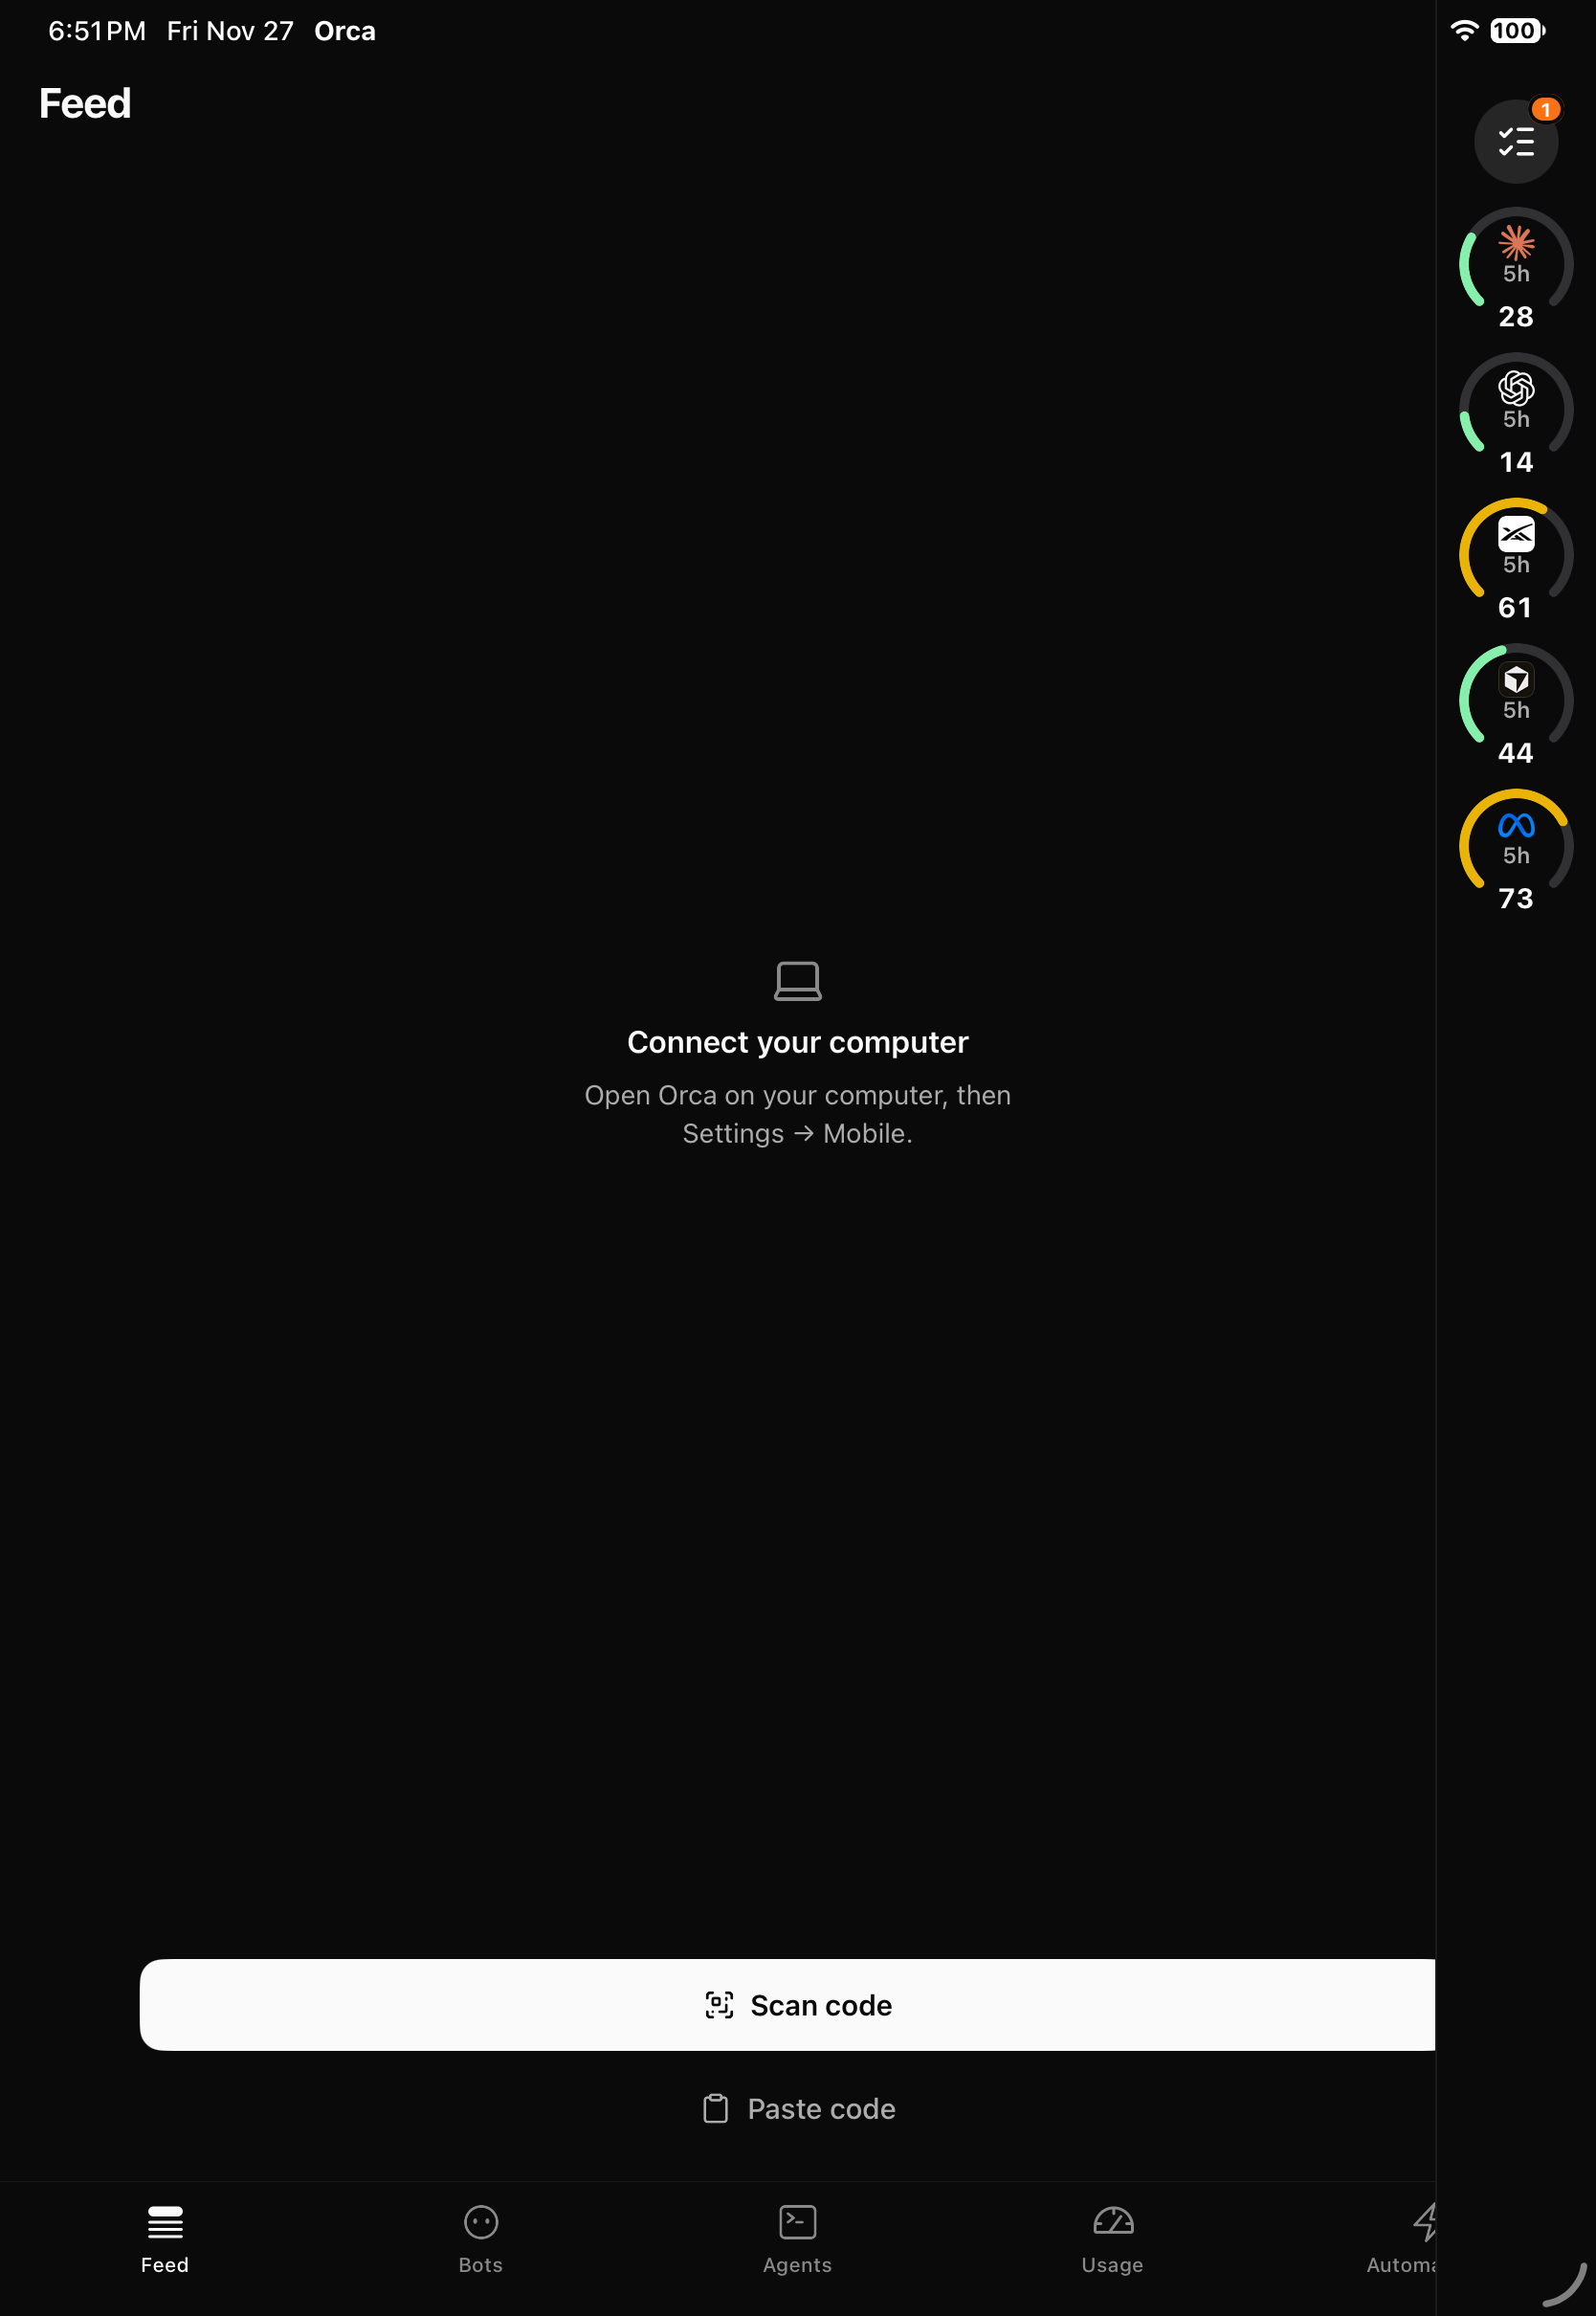 6:51 PM Fri Nov 27 Orca
100
Feed
1
5h
28
5h
14
5h
61
5h
44
5h
73
Connect your computer
Open Orca on your computer, then
Settings → Mobile.
Scan code
Paste code
Feed
Bots
Agents
Usage
Automa